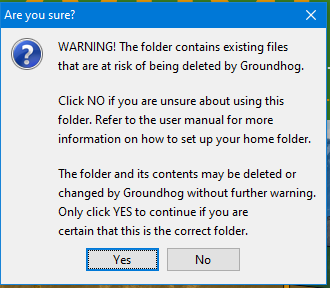 Are you sure?
WARNING! The folder contains existing files
that are at risk of being deleted by Groundhog.
Click NO if you are unsure about using this
folder. Refer to the user manual for more
information on how to set up your home folder.
The folder and its contents may be deleted or
changed by Groundhog without further warning.
Only click YES to continue if you are
certain that this is the correct folder.
Yes No